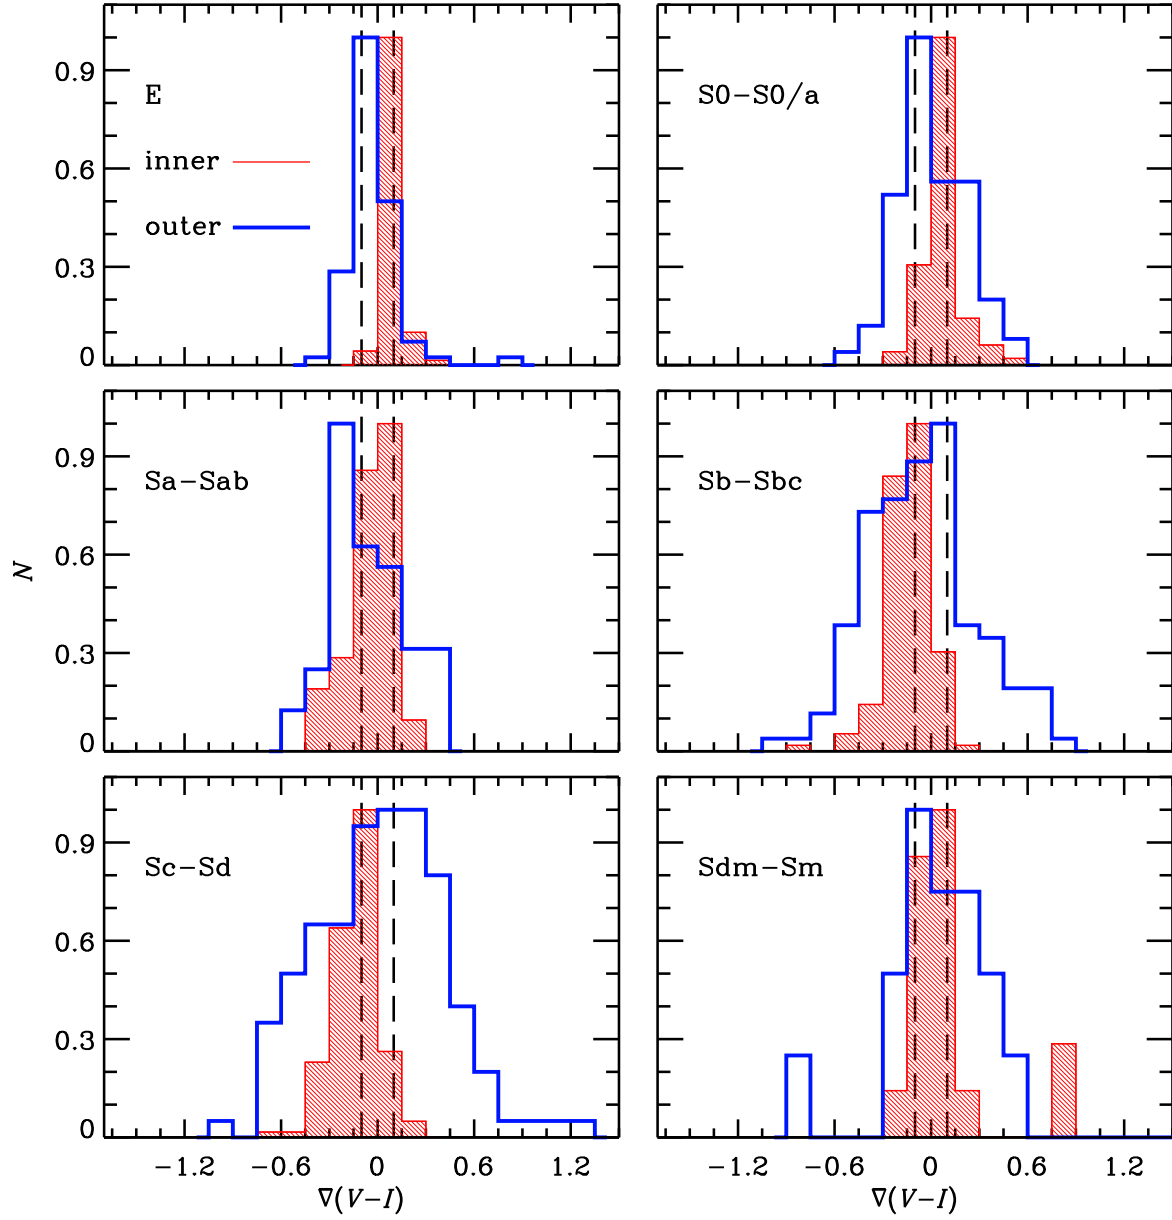 E
inner
outer
0.9
0.6
0.3
0
S0-S0/a
Sa-Sab
0.9
0.6
0.3
0
Sb-Sbc
N
Sc-Sd
0.9
0.6
0.3
0
Sdm-Sm
-1.2 -0.6 0 0.6 1.2
-1.2 -0.6 0 0.6 1.2
∇(V-I)
∇(V-I)